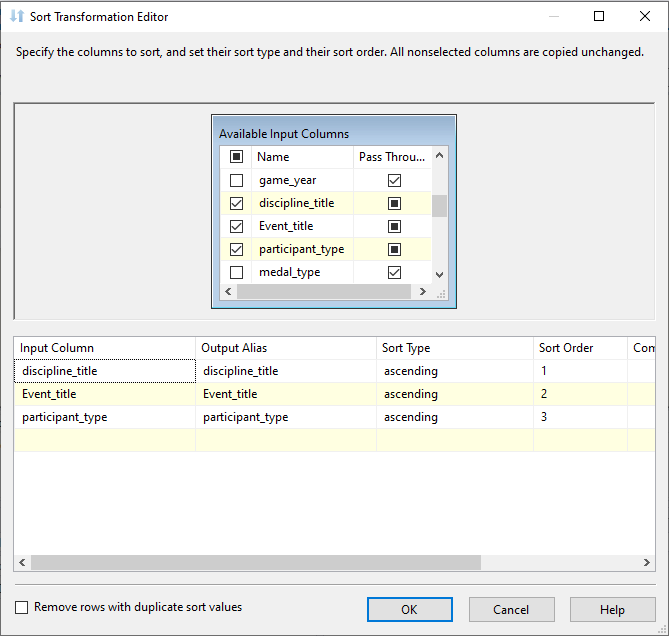 Sort Transformation Editor
Specify the columns to sort, and set their sort type and their sort order. All nonselected columns are copied unchanged.
Available Input Columns
Name Pass Throu...
game_year
discipline_title
Event_title
participant_type
medal_type
Input Column Output Alias Sort Type Sort Order Com
discipline_title discipline_title ascending 1
Event_title Event_title ascending 2
participant_type participant_type ascending 3
Remove rows with duplicate sort values OK Cancel Help